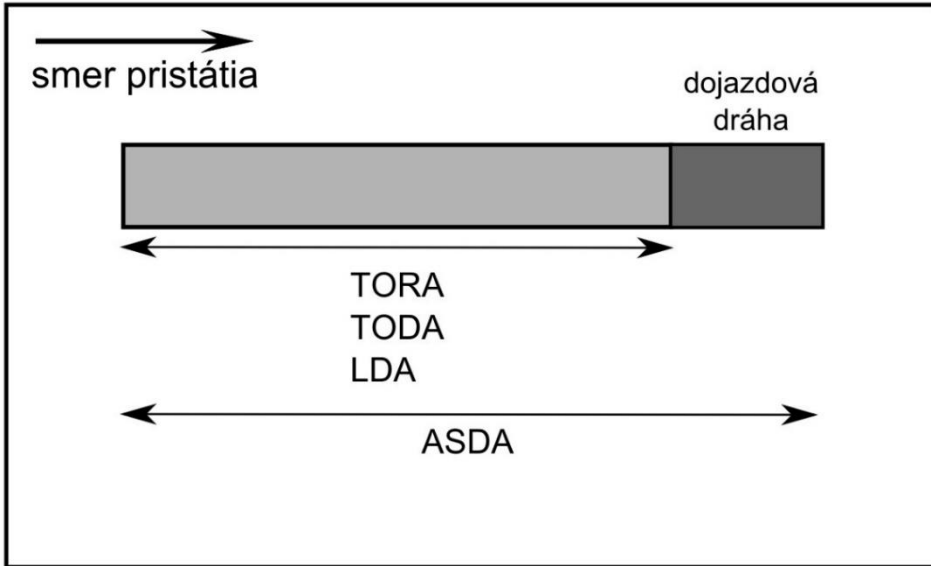 smer pristátia
dojazdová
dráha
TORA
TODA
LDA
ASDA